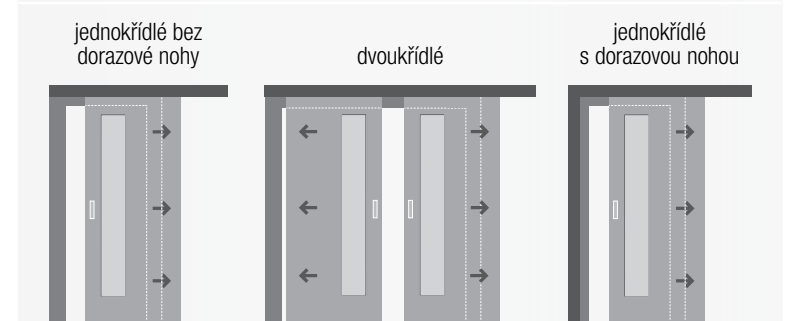 jednokřídlé bez
dorazové nohy
dvoukřídlé
jednokřídlé
s dorazovou nohou